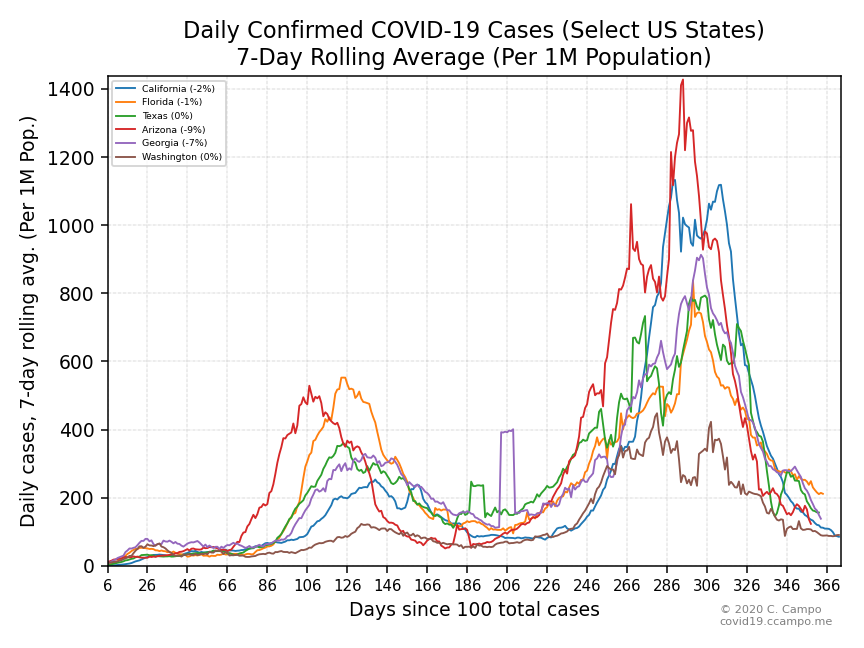 Daily Confirmed COVID-19 Cases (Select US States)
7-Day Rolling Average (Per 1M Population)
Daily cases, 7-day rolling avg. (Per 1M Pop.)
1400
1200
1000
800
600
400
200
0
California (-2%)
Florida (-1%)
Texas (0%)
Arizona (-9%)
Georgia (-7%)
Washington (0%)
6 26 46 66 86 106 126 146 166 186 206 226 246 266 286 306 326 346 366
Days since 100 total cases
© 2020 C. Campo
covid19.ccampo.me